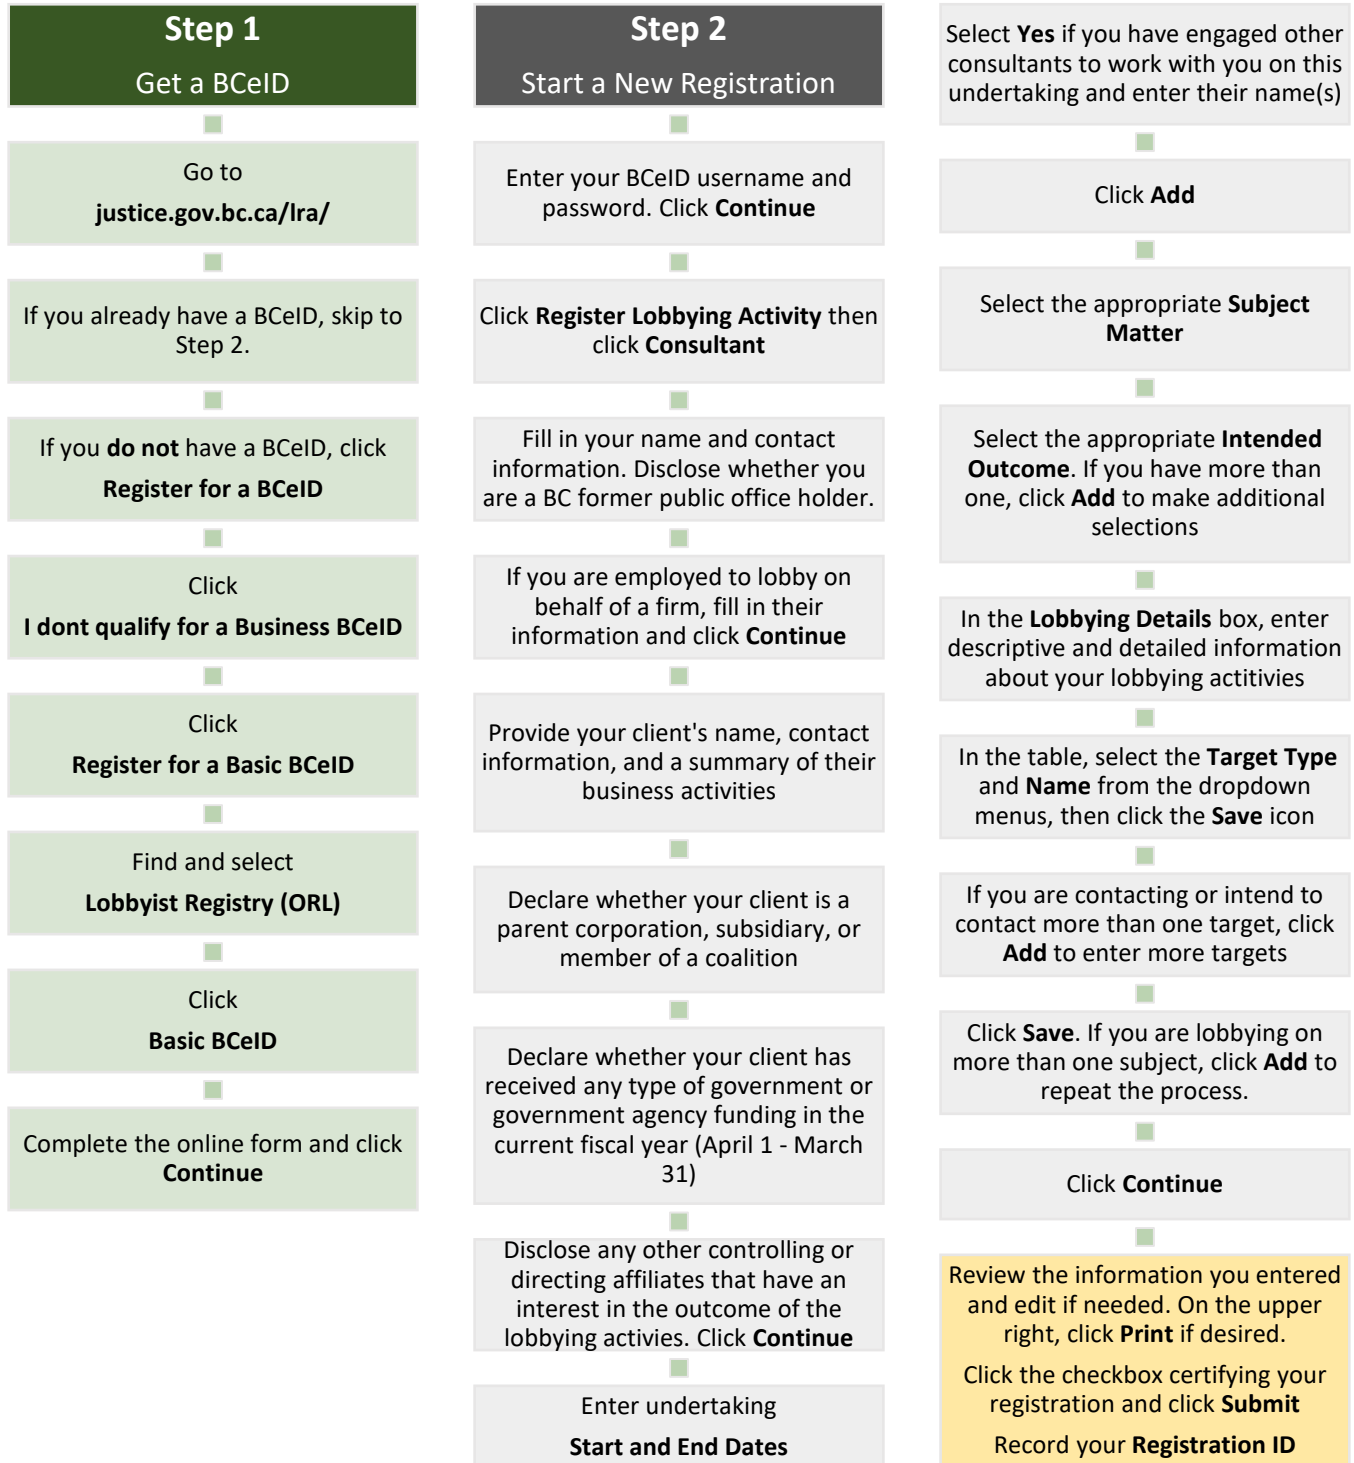 Step 1
Get a BCeID
Go to
justice.gov.bc.ca/lra/
If you already have a BCeID, skip to
Step 2.
If you do not have a BCeID, click
Register for a BCeID
Click
I dont qualify for a Business BCeID
Click
Register for a Basic BCeID
Find and select
Lobbyist Registry (ORL)
Click
Basic BCeID
Complete the online form and click
Continue
Step 2
Start a New Registration
Enter your BCeID username and
password. Click Continue
Click Register Lobbying Activity then
click Consultant
Fill in your name and contact
information. Disclose whether you
are a BC former public office holder.
If you are employed to lobby on
behalf of a firm, fill in their
information and click Continue
Provide your client's name, contact
information, and a summary of their
business activities
Declare whether your client is a
parent corporation, subsidiary, or
member of a coalition
Declare whether your client has
received any type of government or
government agency funding in the
current fiscal year (April 1 - March
31)
Disclose any other controlling or
directing affiliates that have an
interest in the outcome of the
lobbying activies. Click Continue
Enter undertaking
Start and End Dates
Select Yes if you have engaged other
consultants to work with you on this
undertaking and enter their name(s)
Click Add
Select the appropriate Subject
Matter
Select the appropriate Intended
Outcome. If you have more than
one, click Add to make additional
selections
In the Lobbying Details box, enter
descriptive and detailed information
about your lobbying actitivies
In the table, select the Target Type
and Name from the dropdown
menus, then click the Save icon
If you are contacting or intend to
contact more than one target, click
Add to enter more targets
Click Save. If you are lobbying on
more than one subject, click Add to
repeat the process.
Click Continue
Review the information you entered
and edit if needed. On the upper
right, click Print if desired.
Click the checkbox certifying your
registration and click Submit
Record your Registration ID